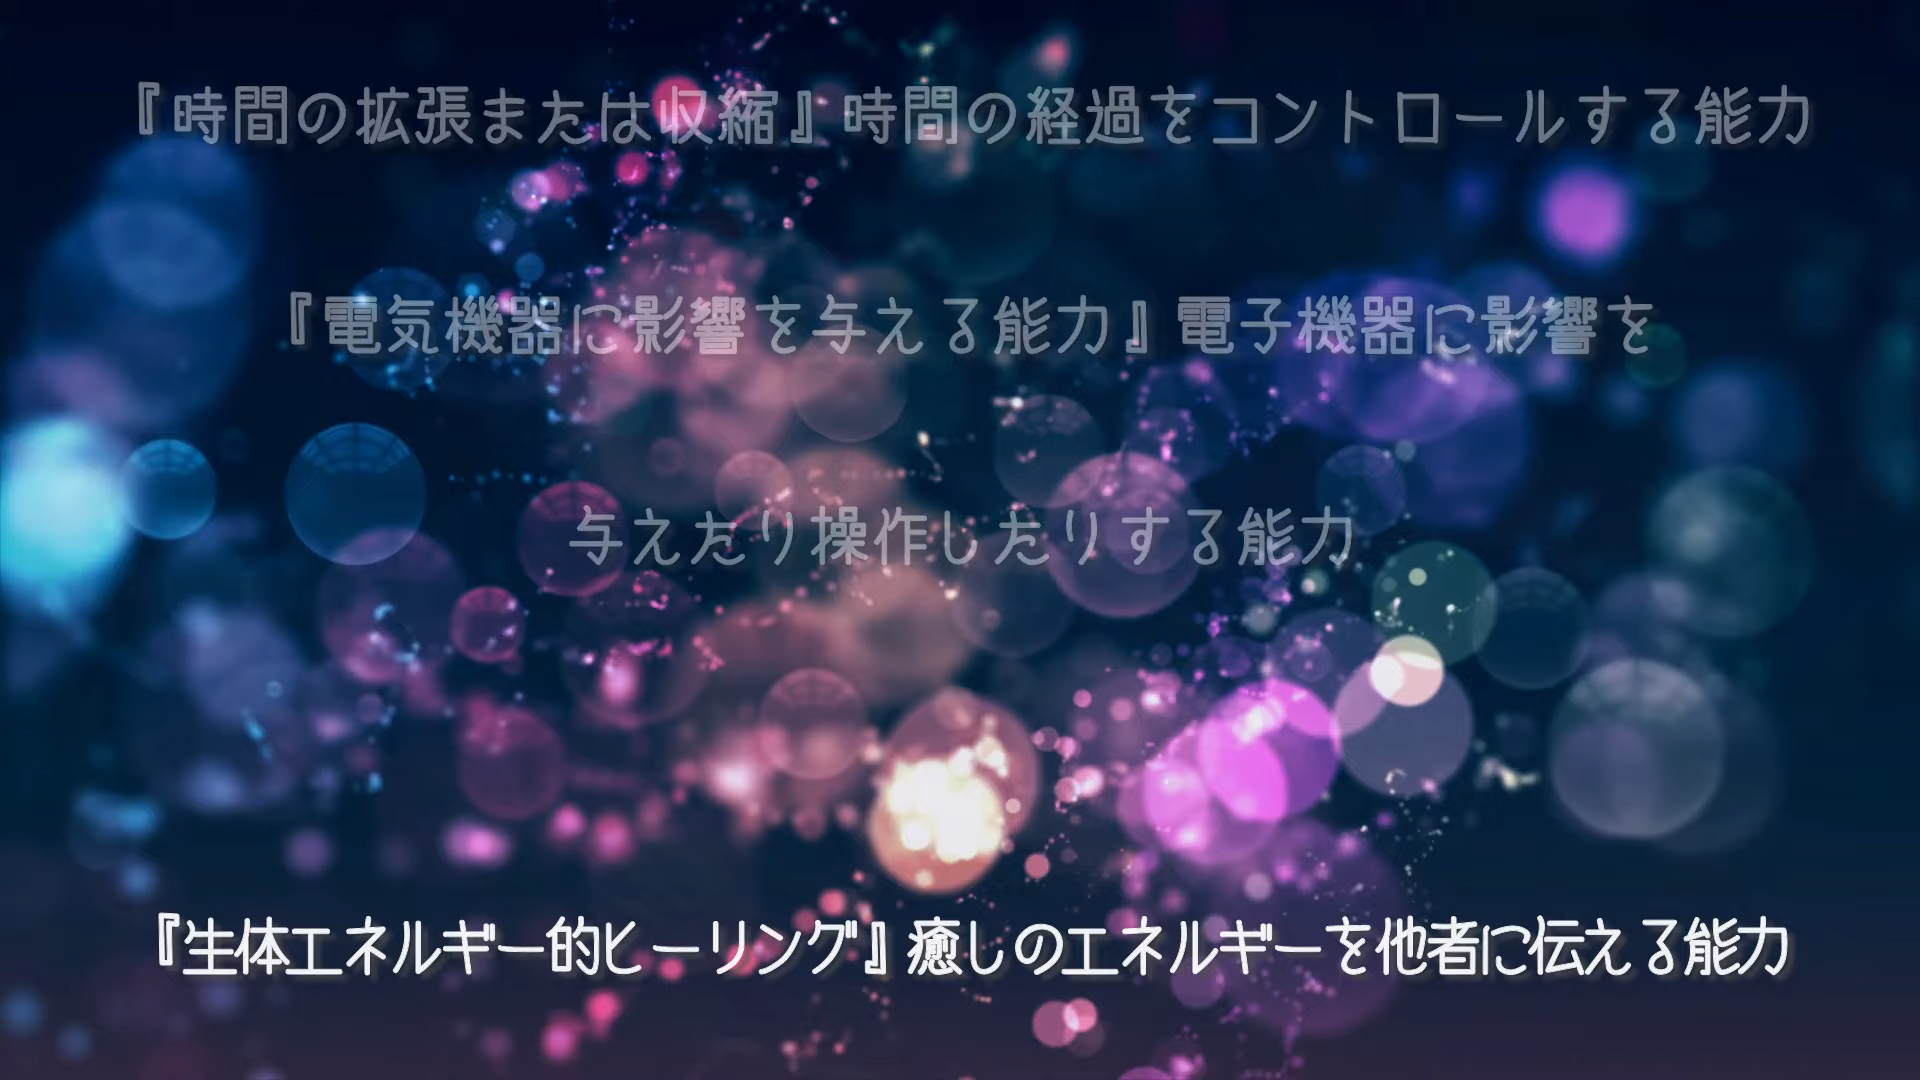 『時間の拡張または収縮』時間の経過をコントロールする能力
『電気機器に影響を与える能力』電子機器に影響を
与えたり操作したりする能力
『生体エネルギー的ヒーリング』癒しのエネルギーを他者に伝える能力